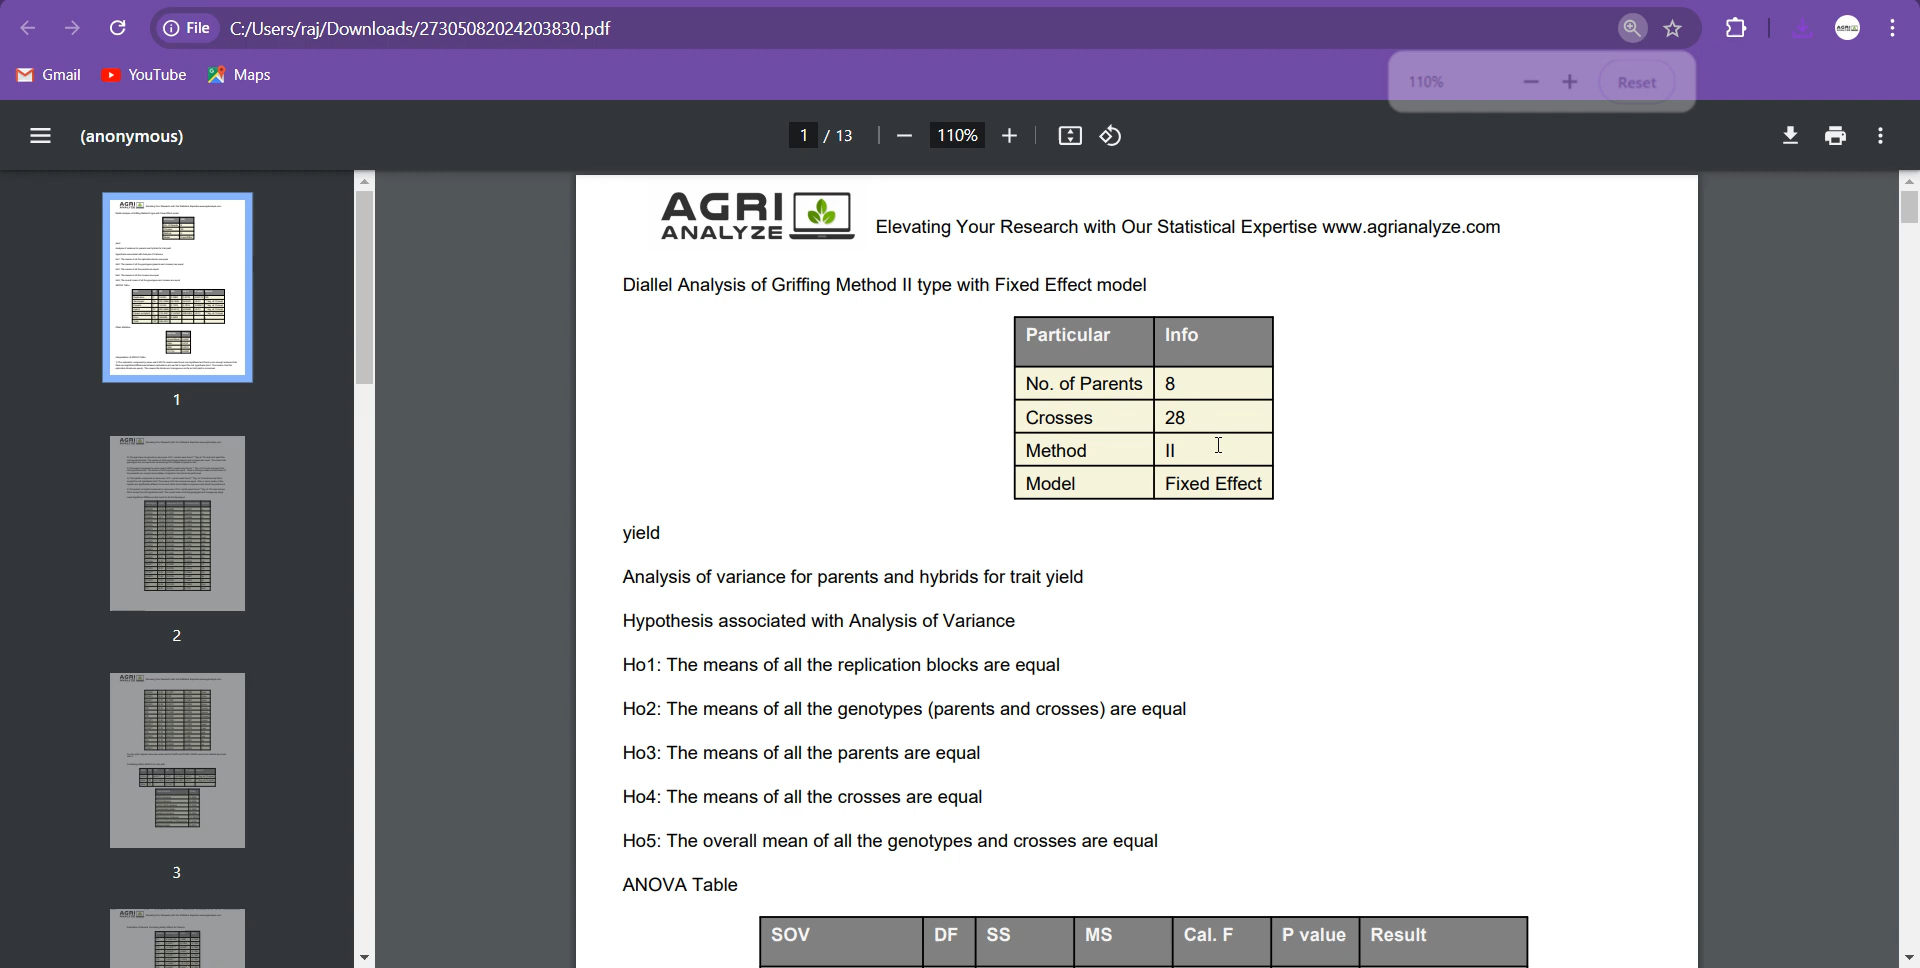 File C:/Users/raj/Downloads/27305082024203830.pdf
Gmail YouTube Maps
110% Reset
(anonymous) 1 / 13 110%
AGRI ANALYZE
Elevating Your Research with Our Statistical Expertise www.agrianalyze.com
Diallel Analysis of Griffing Method II type with Fixed Effect model
Particular Info
No. of Parents 8
Crosses 28
Method II
Model Fixed Effect
yield
Analysis of variance for parents and hybrids for trait yield
Hypothesis associated with Analysis of Variance
Ho1: The means of all the replication blocks are equal
Ho2: The means of all the genotypes (parents and crosses) are equal
Ho3: The means of all the parents are equal
Ho4: The means of all the crosses are equal
Ho5: The overall mean of all the genotypes and crosses are equal
ANOVA Table
SOV DF SS MS Cal. F P value Result
1
2
3